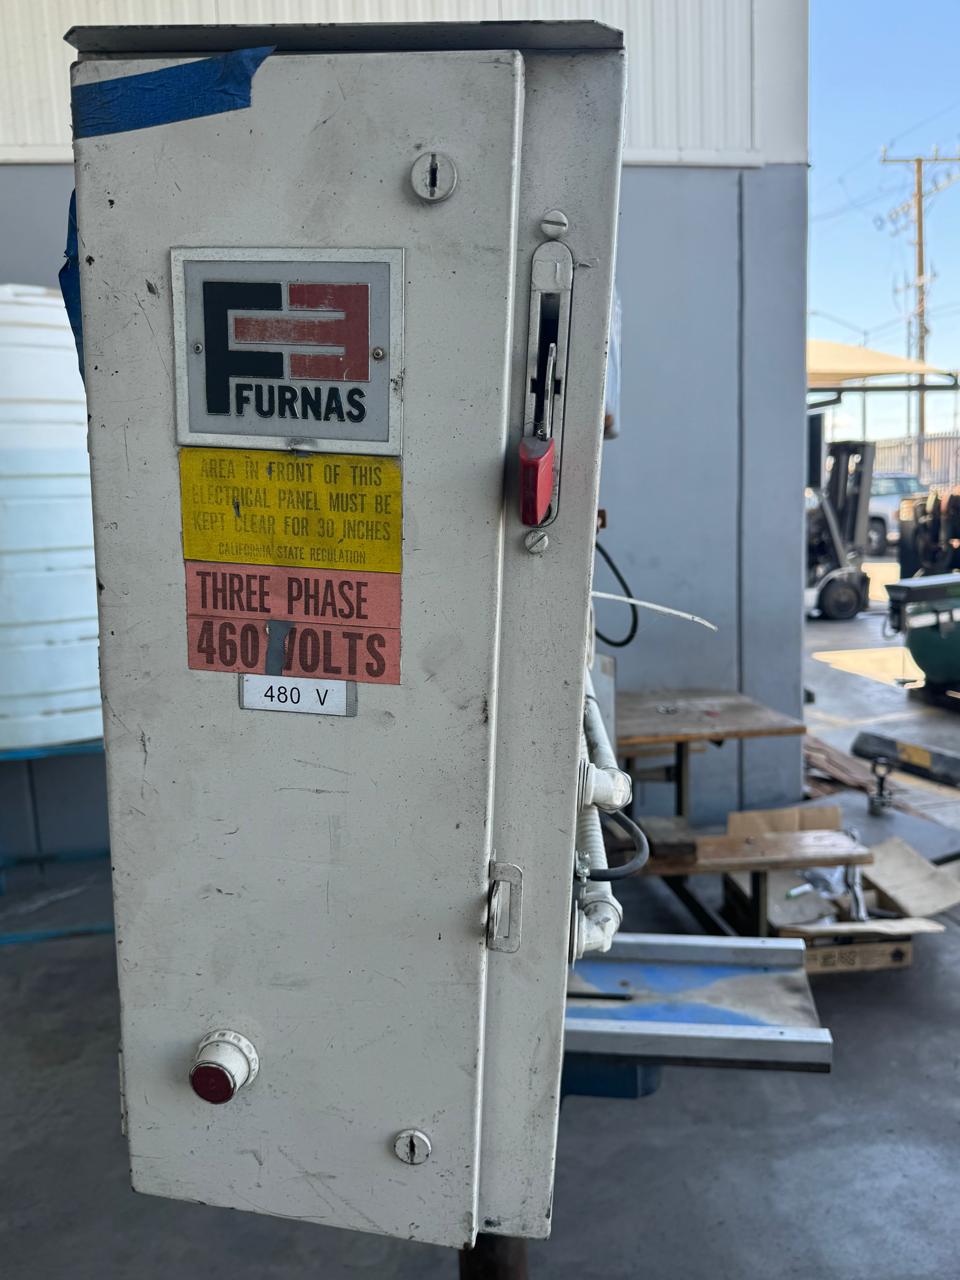 FURNAS
AREA IN FRONT OF THIS
ELECTRICAL PANEL MUST BE
KEPT CLEAR FOR 30 INCHES
CALIFORNIA STATE REGULATION
THREE PHASE
460 VOLTS
480 V